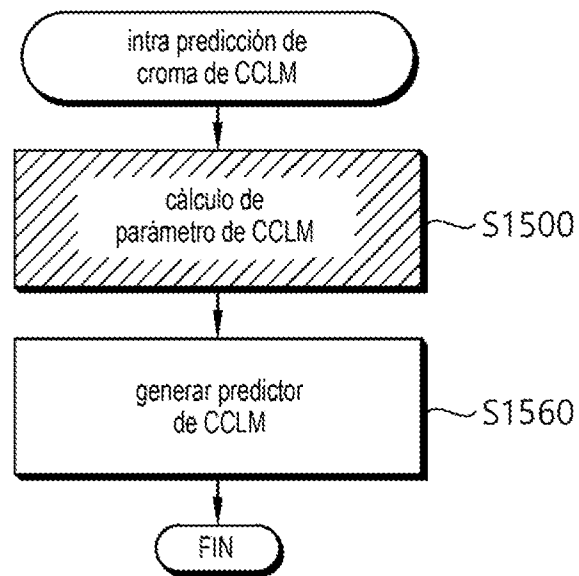 intra predicción de
croma de CCLM
cálculo de
parámetro de CCLM
S1500
generar predictor
de CCLM
S1560
FIN